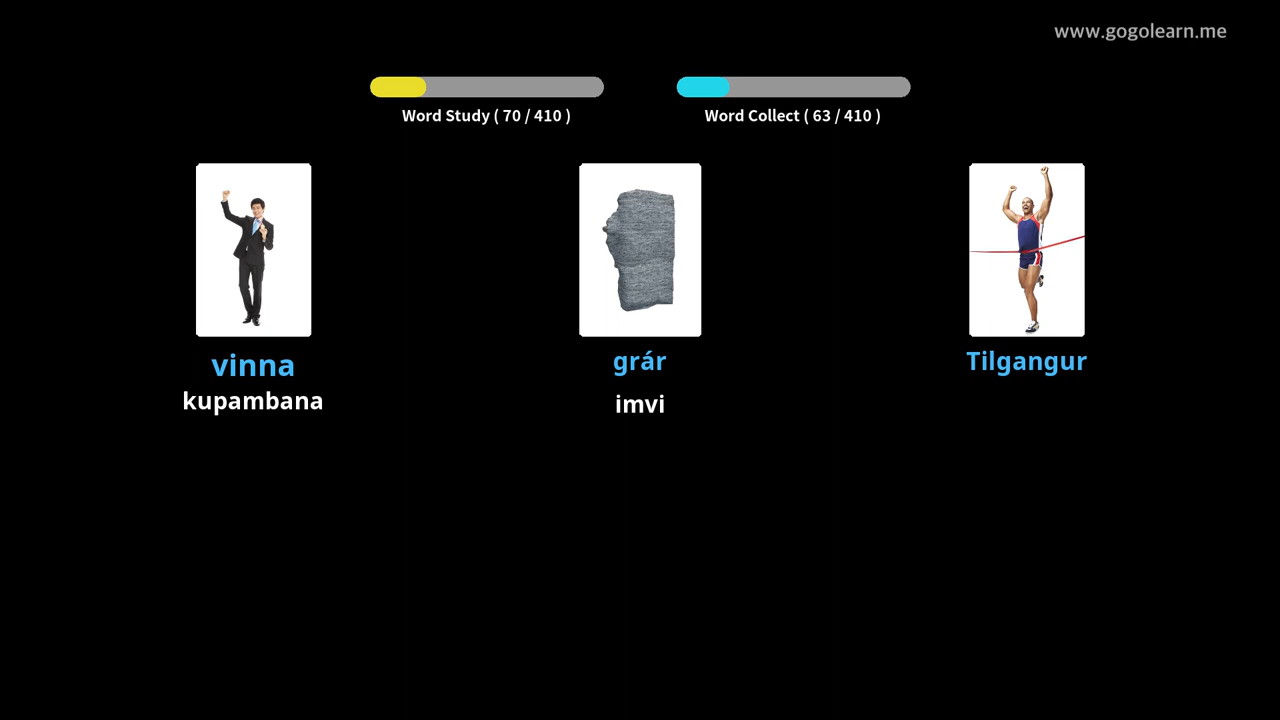 www.gogolearn.me
Word Study ( 70 / 410 )
Word Collect ( 63 / 410 )
vinna
kupambana
grár
imvi
Tilgangur